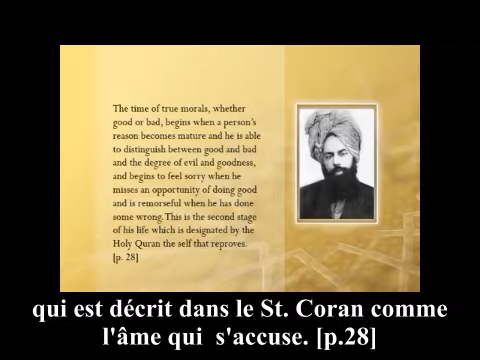 The time of true morals, whether
good or bad, begins when a person's
reason becomes mature and he is able
to distinguish between good and bad
and the degree of evil and goodness,
and begins to feel sorry when he
misses an opportunity of doing good
and is remorseful when he has done
some wrong. This is the second stage
of his life which is designated by the
Holy Quran the self that reproves.
[p. 28]
qui est décrit dans le St. Coran comme
l'âme qui s'accuse. [p.28]